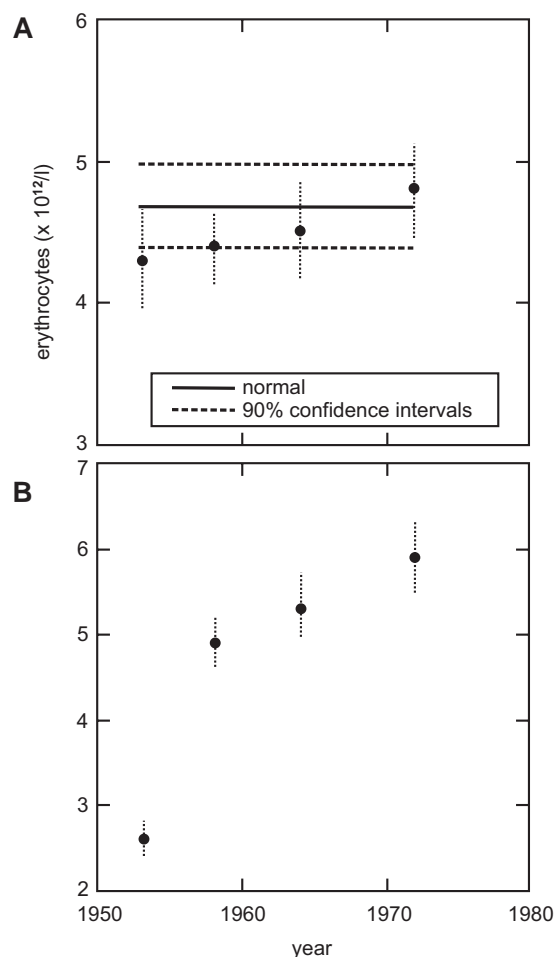 A
6
5
4
3
erythrocytes (x 10¹²/l)
normal
90% confidence intervals
B
7
6
5
4
3
2
1950 1960 1970 1980
year